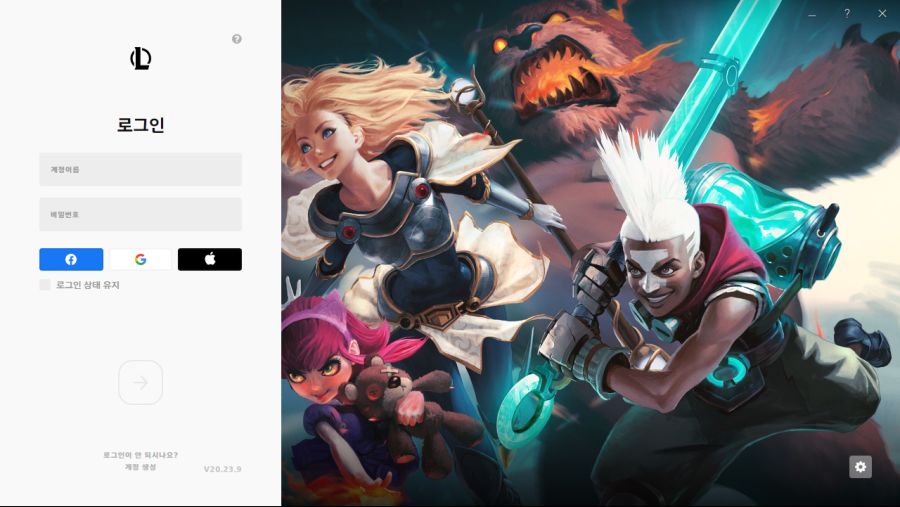 로그인
계정이름
비밀번호
로그인 상태 유지
로그인이 안 되시나요?
계정 생성
V20.23.9